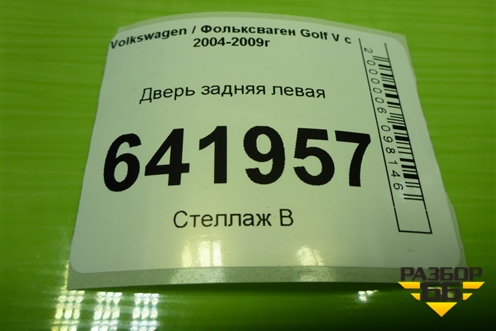 Volkswagen / Фольксваген Golf V с
2004-2009г
Дверь задняя левая
641957
Стеллаж В
2000006098146
РАЗБОР
66